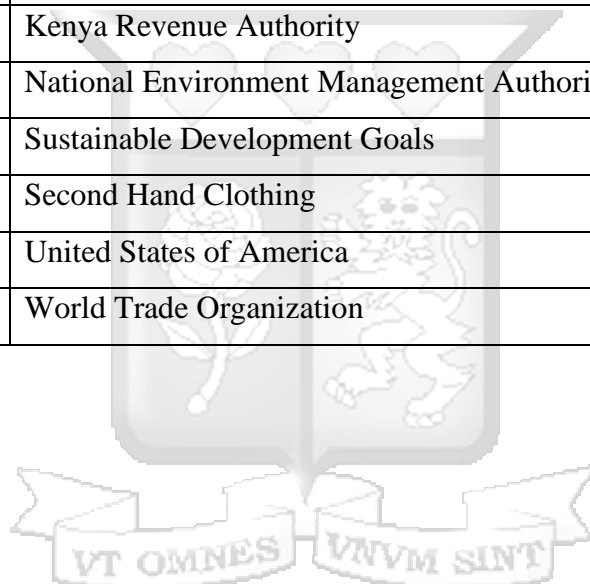 Kenya Revenue Authority
National Environment Management Authori
Sustainable Development Goals
Second Hand Clothing
United States of America
World Trade Organization
VT OMNES VNVM SINT